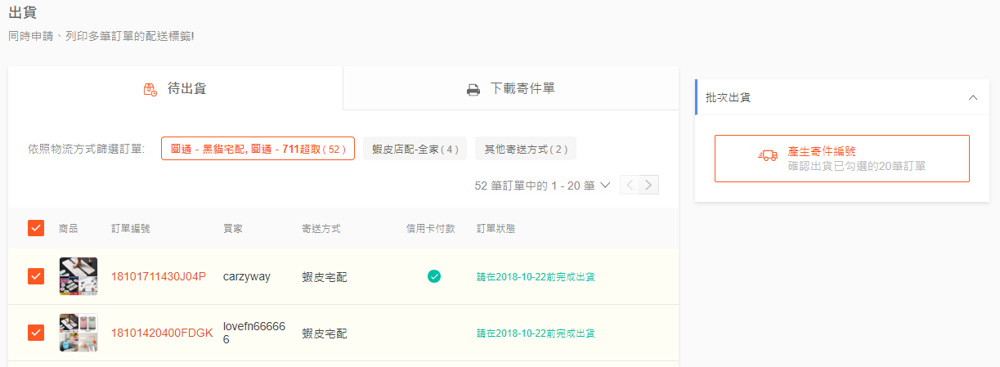 出貨
同時申請、列印多筆訂單的配送標籤!
待出貨
下載寄件單
依照物流方式篩選訂單:
圓通 - 黑貓宅配, 圓通 - 711超取 ( 52 )
蝦皮店配-全家 ( 4 )
其他寄送方式 ( 2 )
52 筆訂單中的 1 - 20 筆
商品 訂單編號 買家 寄送方式 信用卡付款 訂單狀態
18101711430J04P carzyway 蝦皮宅配 請在2018-10-22前完成出貨
18101420400FDGK lovefn66666 蝦皮宅配 請在2018-10-22前完成出貨
6
批次出貨
產生寄件編號
確認出貨已勾選的20筆訂單